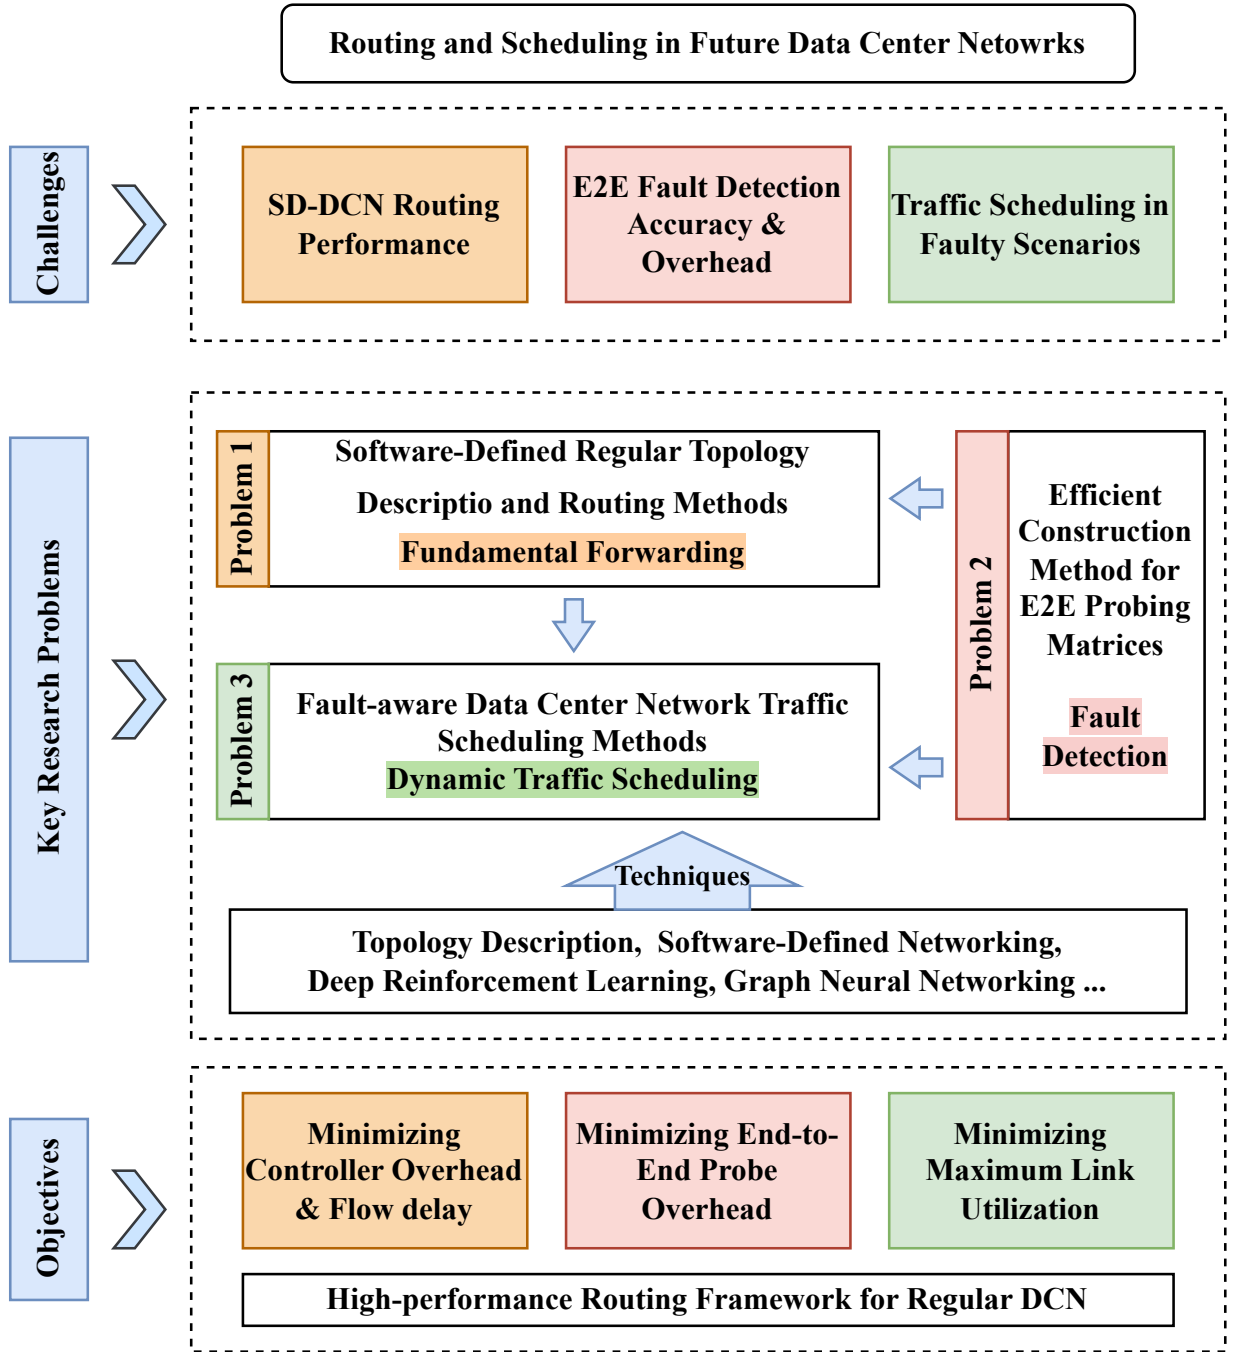 Routing and Scheduling in Future Data Center Netowrks
Challenges
SD-DCN Routing
Performance
E2E Fault Detection
Accuracy &
Overhead
Traffic Scheduling in
Faulty Scenarios
Key Research Problems
Problem 1
Software-Defined Regular Topology
Descriptio and Routing Methods
Fundamental Forwarding
Problem 2
Efficient
Construction
Method for
E2E Probing
Matrices
Fault
Detection
Problem 3
Fault-aware Data Center Network Traffic
Scheduling Methods
Dynamic Traffic Scheduling
Techniques
Topology Description, Software-Defined Networking,
Deep Reinforcement Learning, Graph Neural Networking ...
Objectives
Minimizing
Controller Overhead
& Flow delay
Minimizing End-to-
End Probe
Overhead
Minimizing
Maximum Link
Utilization
High-performance Routing Framework for Regular DCN